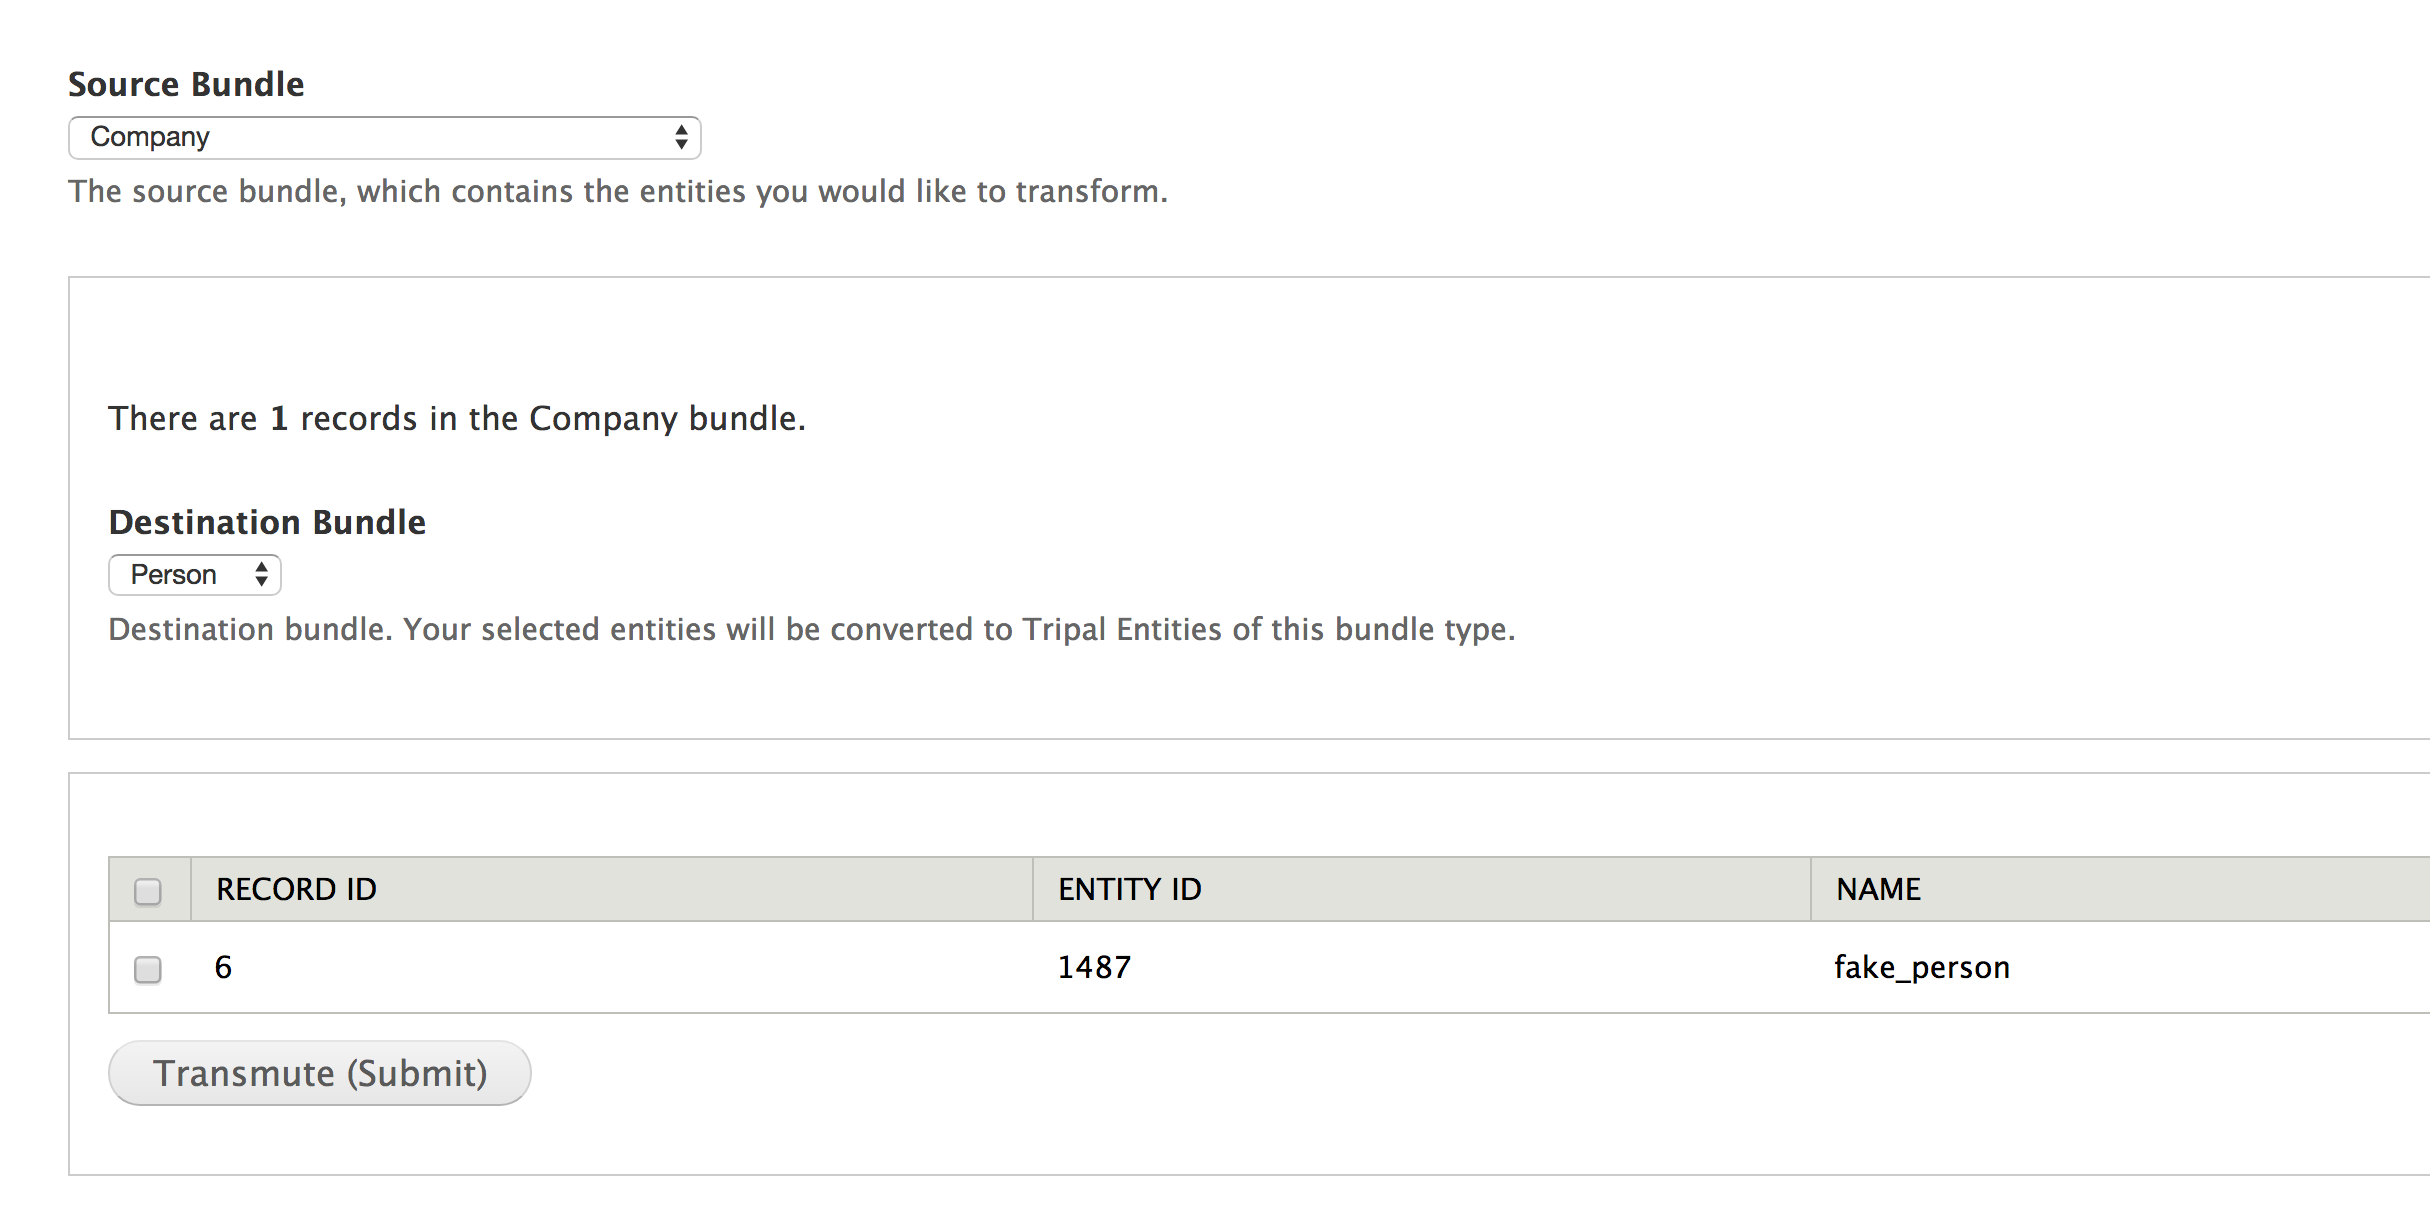 Source Bundle
Company
The source bundle, which contains the entities you would like to transform.
There are 1 records in the Company bundle.
Destination Bundle
Person
Destination bundle. Your selected entities will be converted to Tripal Entities of this bundle type.
RECORD ID ENTITY ID NAME
6 1487 fake_person
Transmute (Submit)